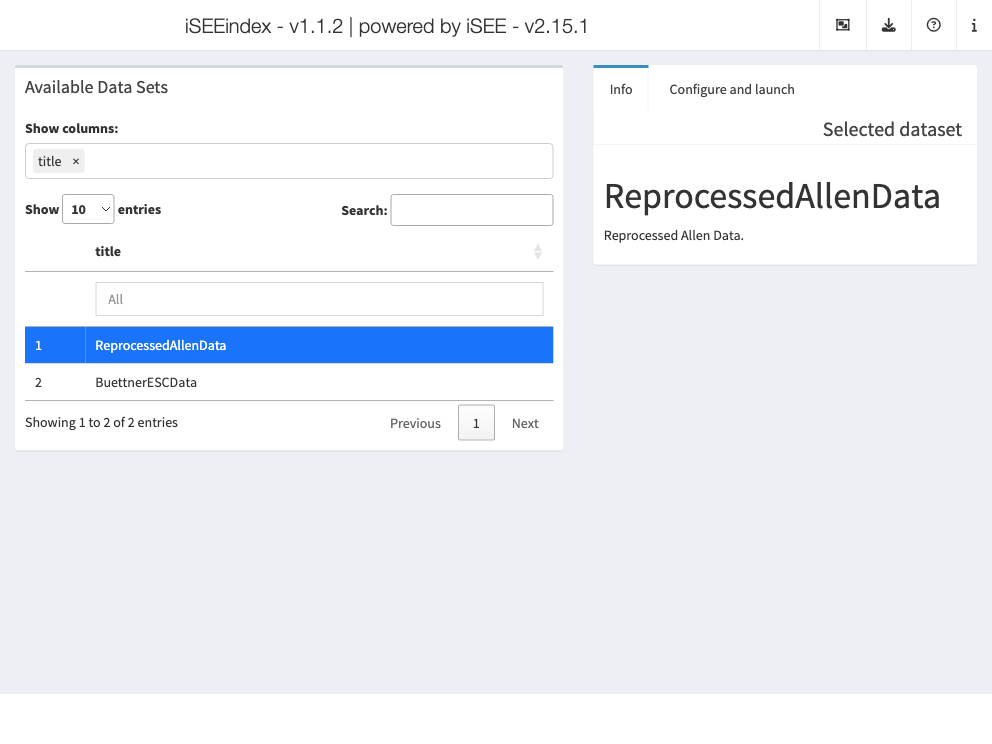 iSEEindex - v1.1.2 | powered by iSEE - v2.15.1
Available Data Sets
Show columns:
title ×
Show 10 entries
Search:
title
All
1 ReprocessedAllenData
2 BuettnerESCData
Showing 1 to 2 of 2 entries
Previous 1 Next
Info Configure and launch
Selected dataset
ReprocessedAllenData
Reprocessed Allen Data.